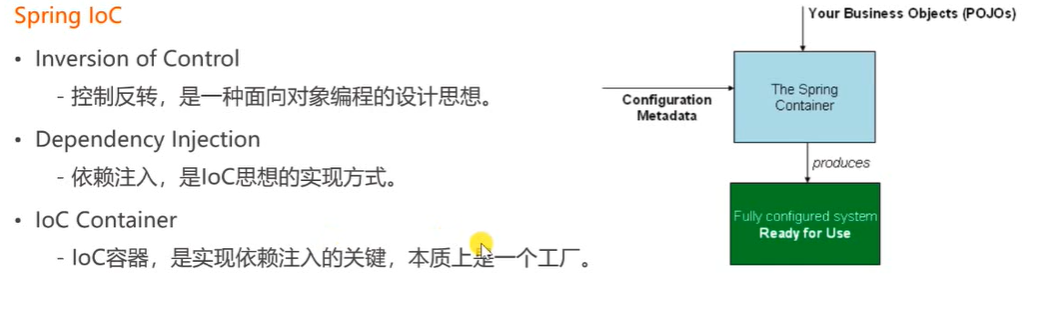 Spring IoC
• Inversion of Control
- 控制反转，是一种面向对象编程的设计思想。
• Dependency Injection
- 依赖注入，是IoC思想的实现方式。
• IoC Container
- IoC容器，是实现依赖注入的关键，本质上是一个工厂。
Your Business Objects (POJOs)
The Spring
Container
Configuration
Metadata
produces
Fully configured system
Ready for Use